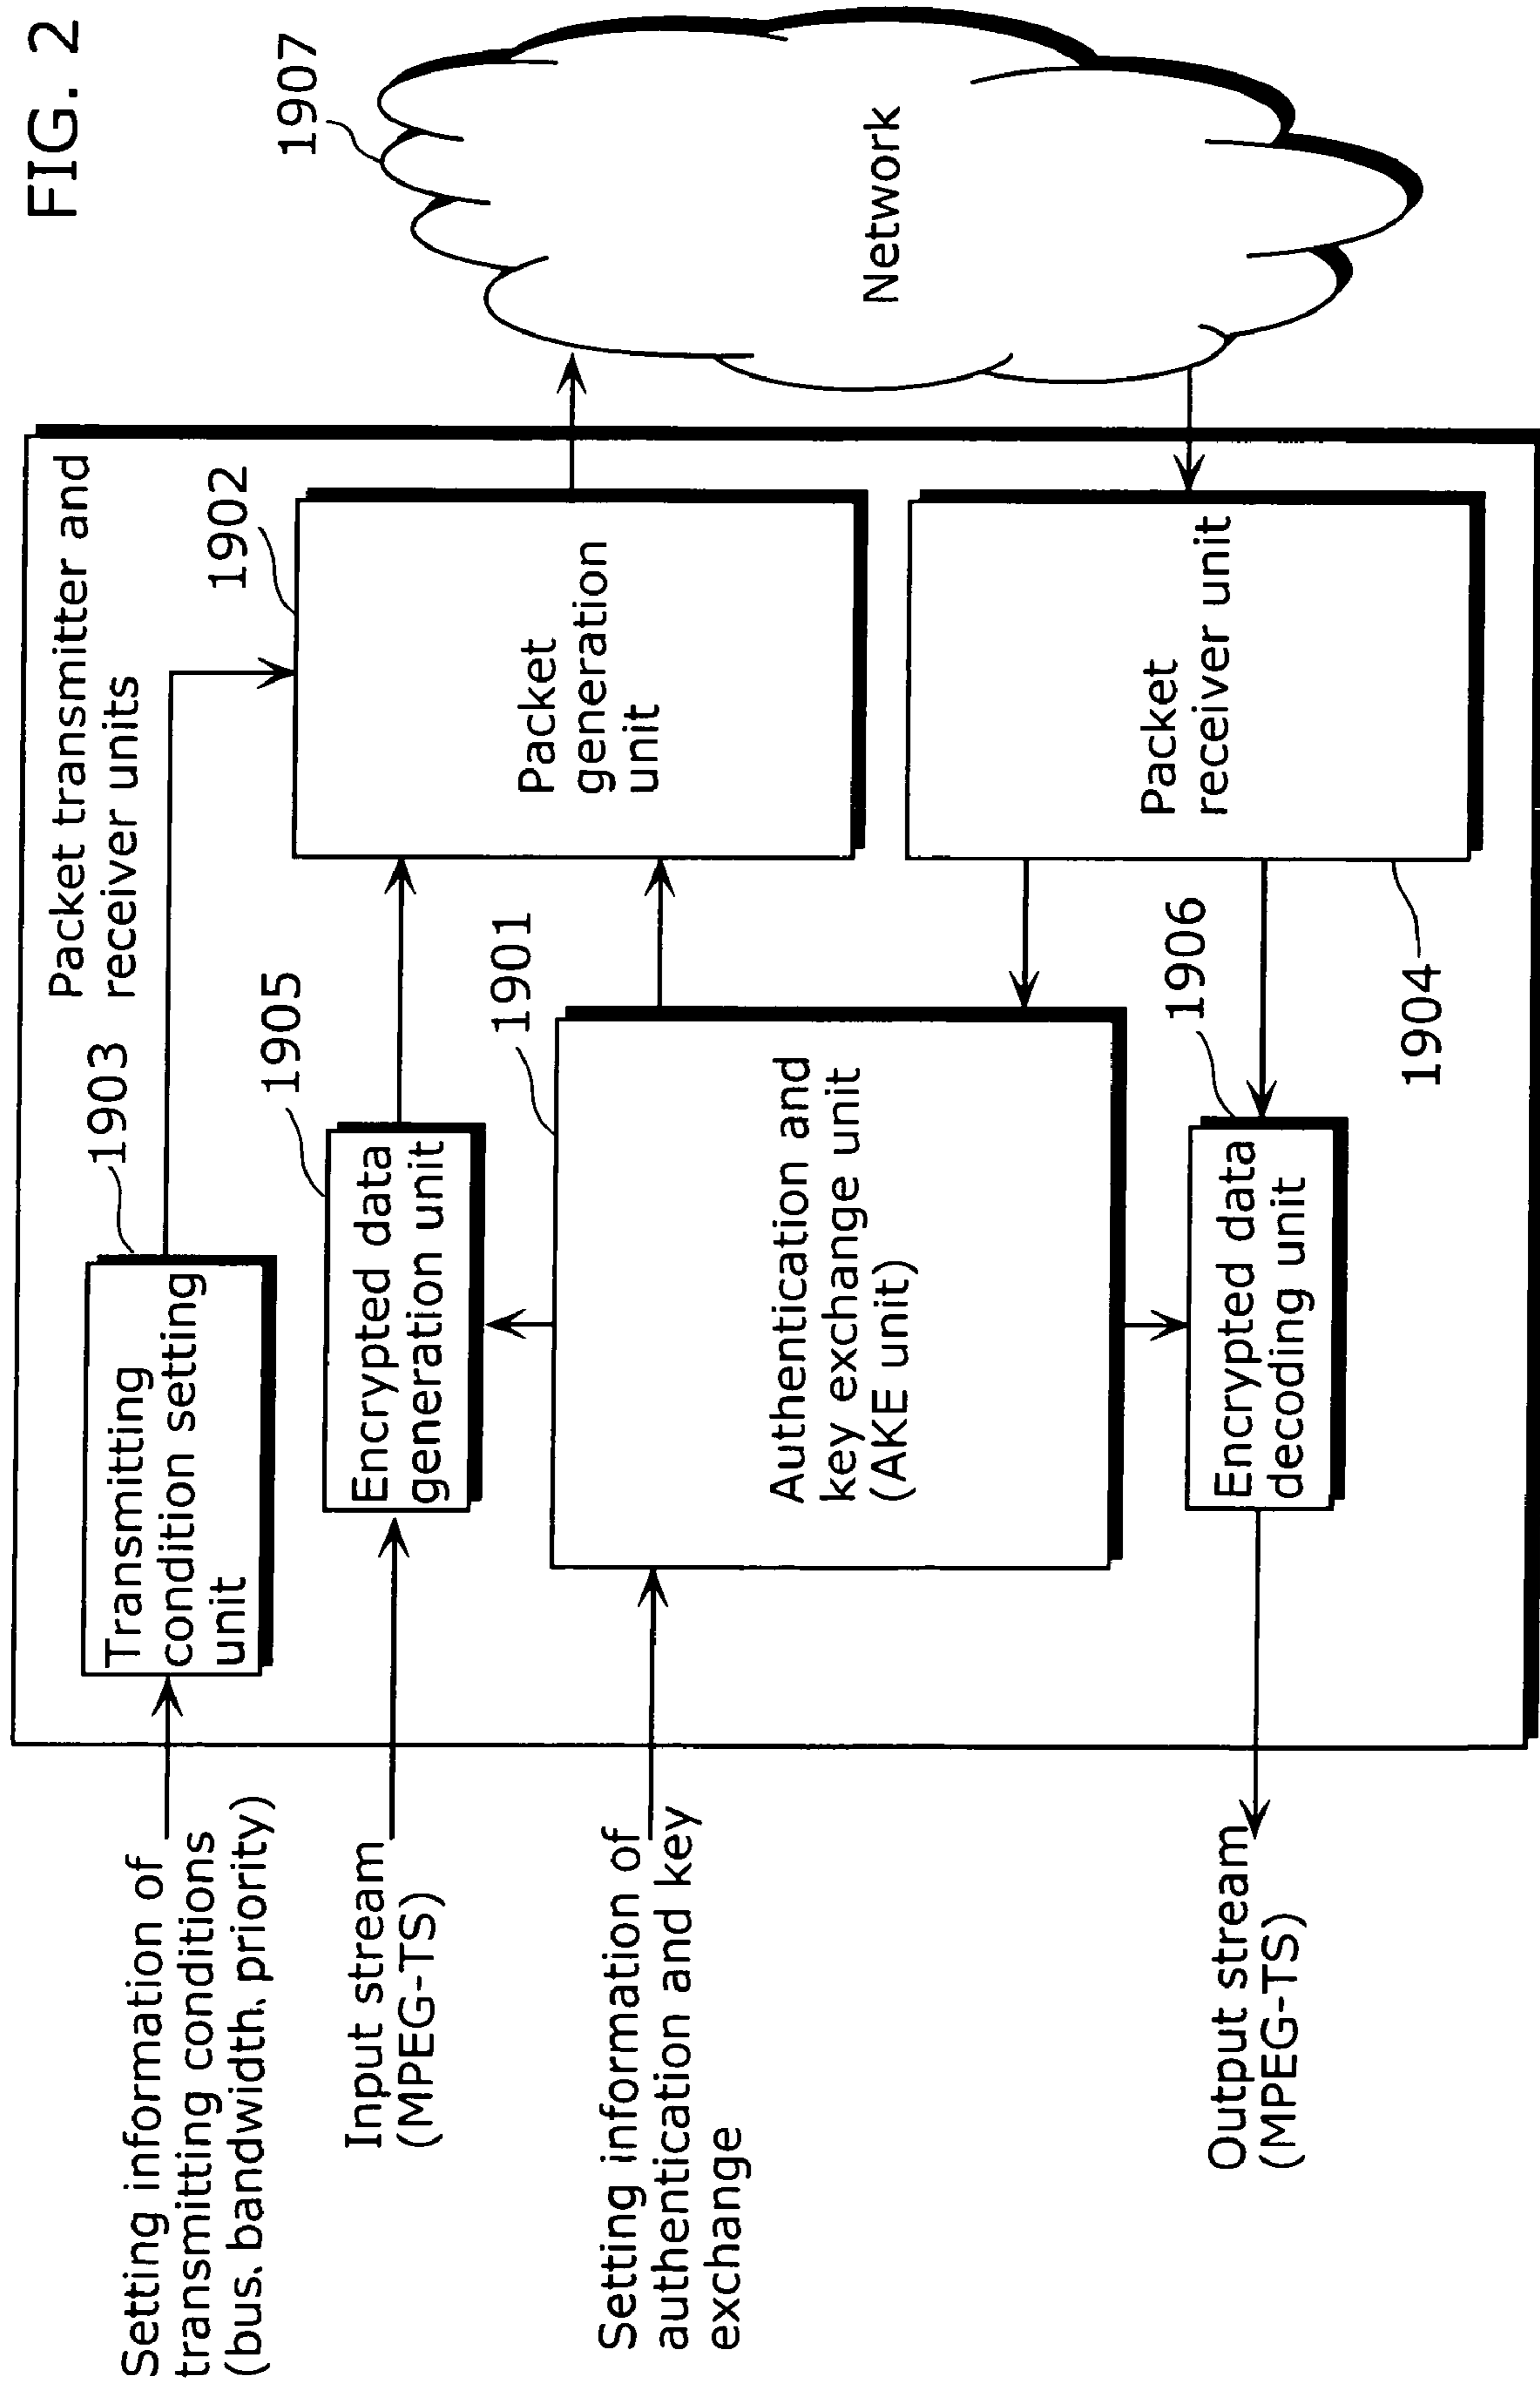 FIG. 2
1907
Network
Packet transmitter and
receiver units
1903
Transmitting
condition setting
unit
Setting information of
transmitting conditions
(bus, bandwidth, priority)
1902
Packet
generation
unit
1905
Encrypted data
generation unit
Input stream
(MPEG-TS)
1901
Authentication and
key exchange unit
(AKE unit)
Setting information of
authentication and key
exchange
Packet
receiver unit
1904
1906
Encrypted data
decoding unit
Output stream
(MPEG-TS)